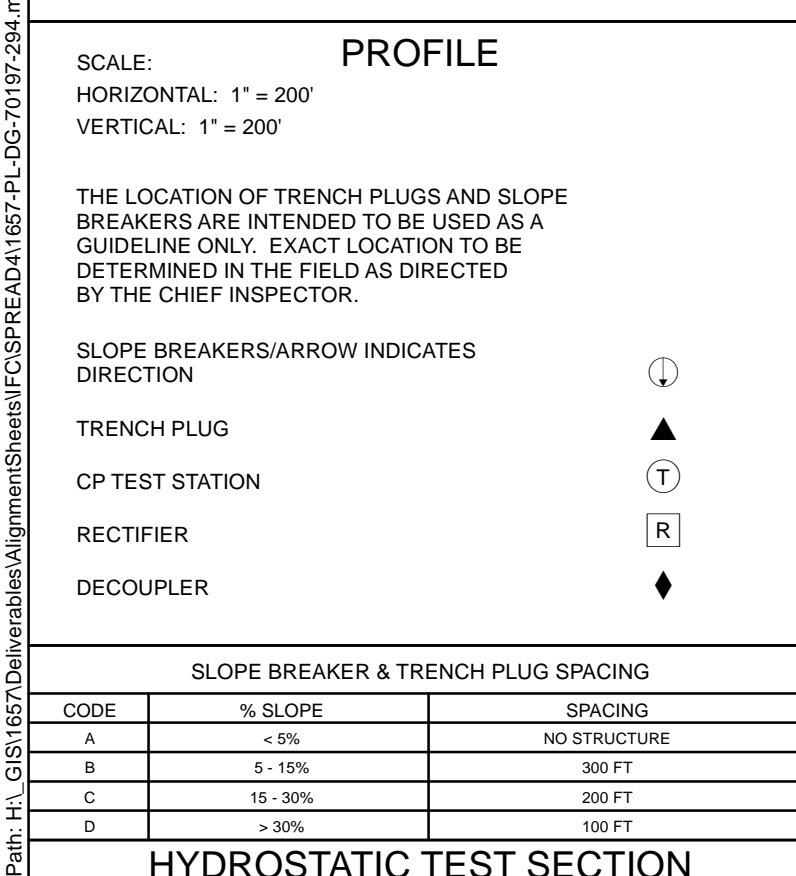 PROFILE
SCALE:
HORIZONTAL: 1" = 200'
VERTICAL: 1" = 200'
THE LOCATION OF TRENCH PLUGS AND SLOPE
BREAKERS ARE INTENDED TO BE USED AS A
GUIDELINE ONLY. EXACT LOCATION TO BE
DETERMINED IN THE FIELD AS DIRECTED
BY THE CHIEF INSPECTOR.
SLOPE BREAKERS/ARROW INDICATES
DIRECTION
TRENCH PLUG
CP TEST STATION T
RECTIFIER R
DECOUPLER
SLOPE BREAKER & TRENCH PLUG SPACING
CODE % SLOPE SPACING
A < 5% NO STRUCTURE
B 5 - 15% 300 FT
C 15 - 30% 200 FT
D > 30% 100 FT
HYDROSTATIC TEST SECTION
Path: H:\_GIS\1657\Deliverables\AlignmentSheets\IFC\SPREAD4\1657-PL-DG-70197-294.m